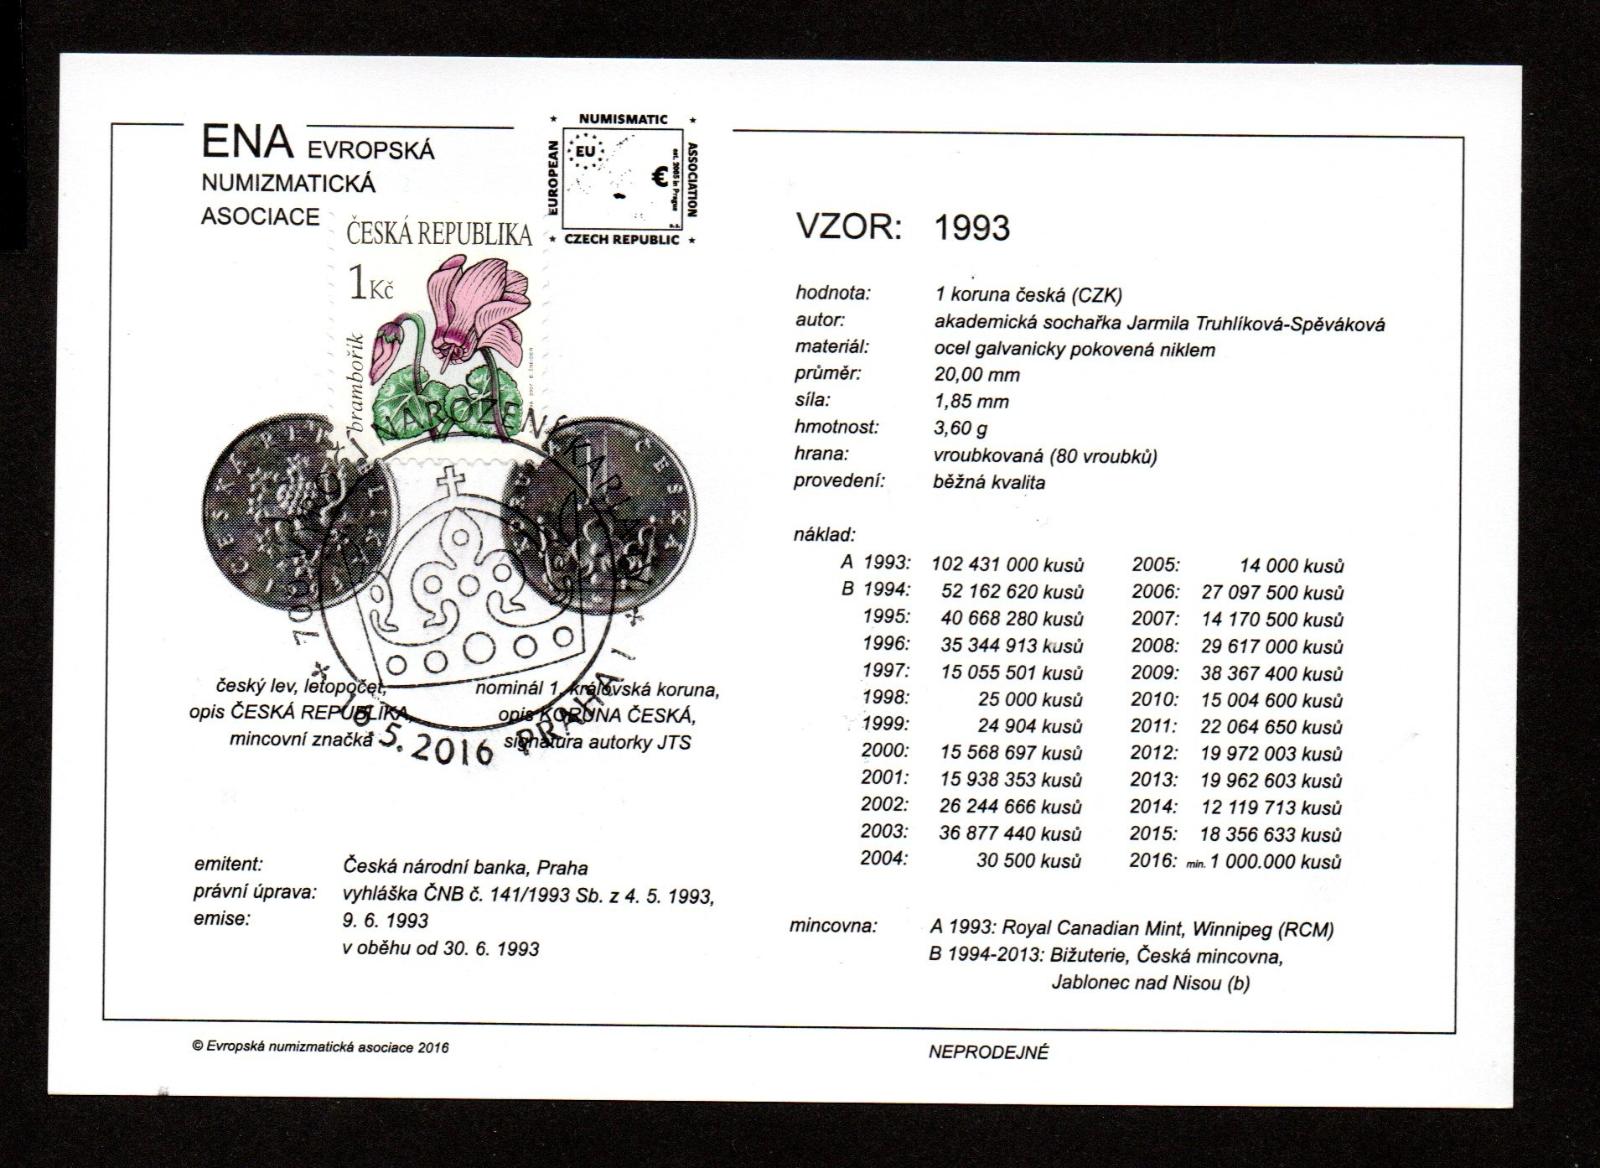 ENA EVROPSKÁ
NUMIZMATICKÁ
ASOCIACE
NUMISMATIC
EUROPEAN
ASSOCIATION
EU
€
est. 2005 in Prague
CZECH REPUBLIC
ČESKÁ REPUBLIKA
1Kč
brambořík
ČESKÁ
16.5.2016 PRAHA 1
český lev, letopočet,
opis ČESKÁ REPUBLIKA,
mincovní značka
nominál 1, královská koruna,
opis KORUNA ČESKÁ,
signatura autorky JTS
emitent: Česká národní banka, Praha
právní úprava: vyhláška ČNB č. 141/1993 Sb. z 4. 5. 1993,
emise: 9. 6. 1993
v oběhu od 30. 6. 1993
VZOR: 1993
hodnota: 1 koruna česká (CZK)
autor: akademická sochařka Jarmila Truhlíková-Spěváková
materiál: ocel galvanicky pokovená niklem
průměr: 20,00 mm
síla: 1,85 mm
hmotnost: 3,60 g
hrana: vroubkovaná (80 vroubků)
provedení: běžná kvalita
náklad:
A 1993: 102 431 000 kusů 2005: 14 000 kusů
B 1994: 52 162 620 kusů 2006: 27 097 500 kusů
1995: 40 668 280 kusů 2007: 14 170 500 kusů
1996: 35 344 913 kusů 2008: 29 617 000 kusů
1997: 15 055 501 kusů 2009: 38 367 400 kusů
1998: 25 000 kusů 2010: 15 004 600 kusů
1999: 24 904 kusů 2011: 22 064 650 kusů
2000: 15 568 697 kusů 2012: 19 972 003 kusů
2001: 15 938 353 kusů 2013: 19 962 603 kusů
2002: 26 244 666 kusů 2014: 12 119 713 kusů
2003: 36 877 440 kusů 2015: 18 356 633 kusů
2004: 30 500 kusů 2016: min. 1 000.000 kusů
mincovna: A 1993: Royal Canadian Mint, Winnipeg (RCM)
B 1994-2013: Bižuterie, Česká mincovna,
Jablonec nad Nisou (b)
© Evropská numizmatická asociace 2016
NEPRODEJNÉ